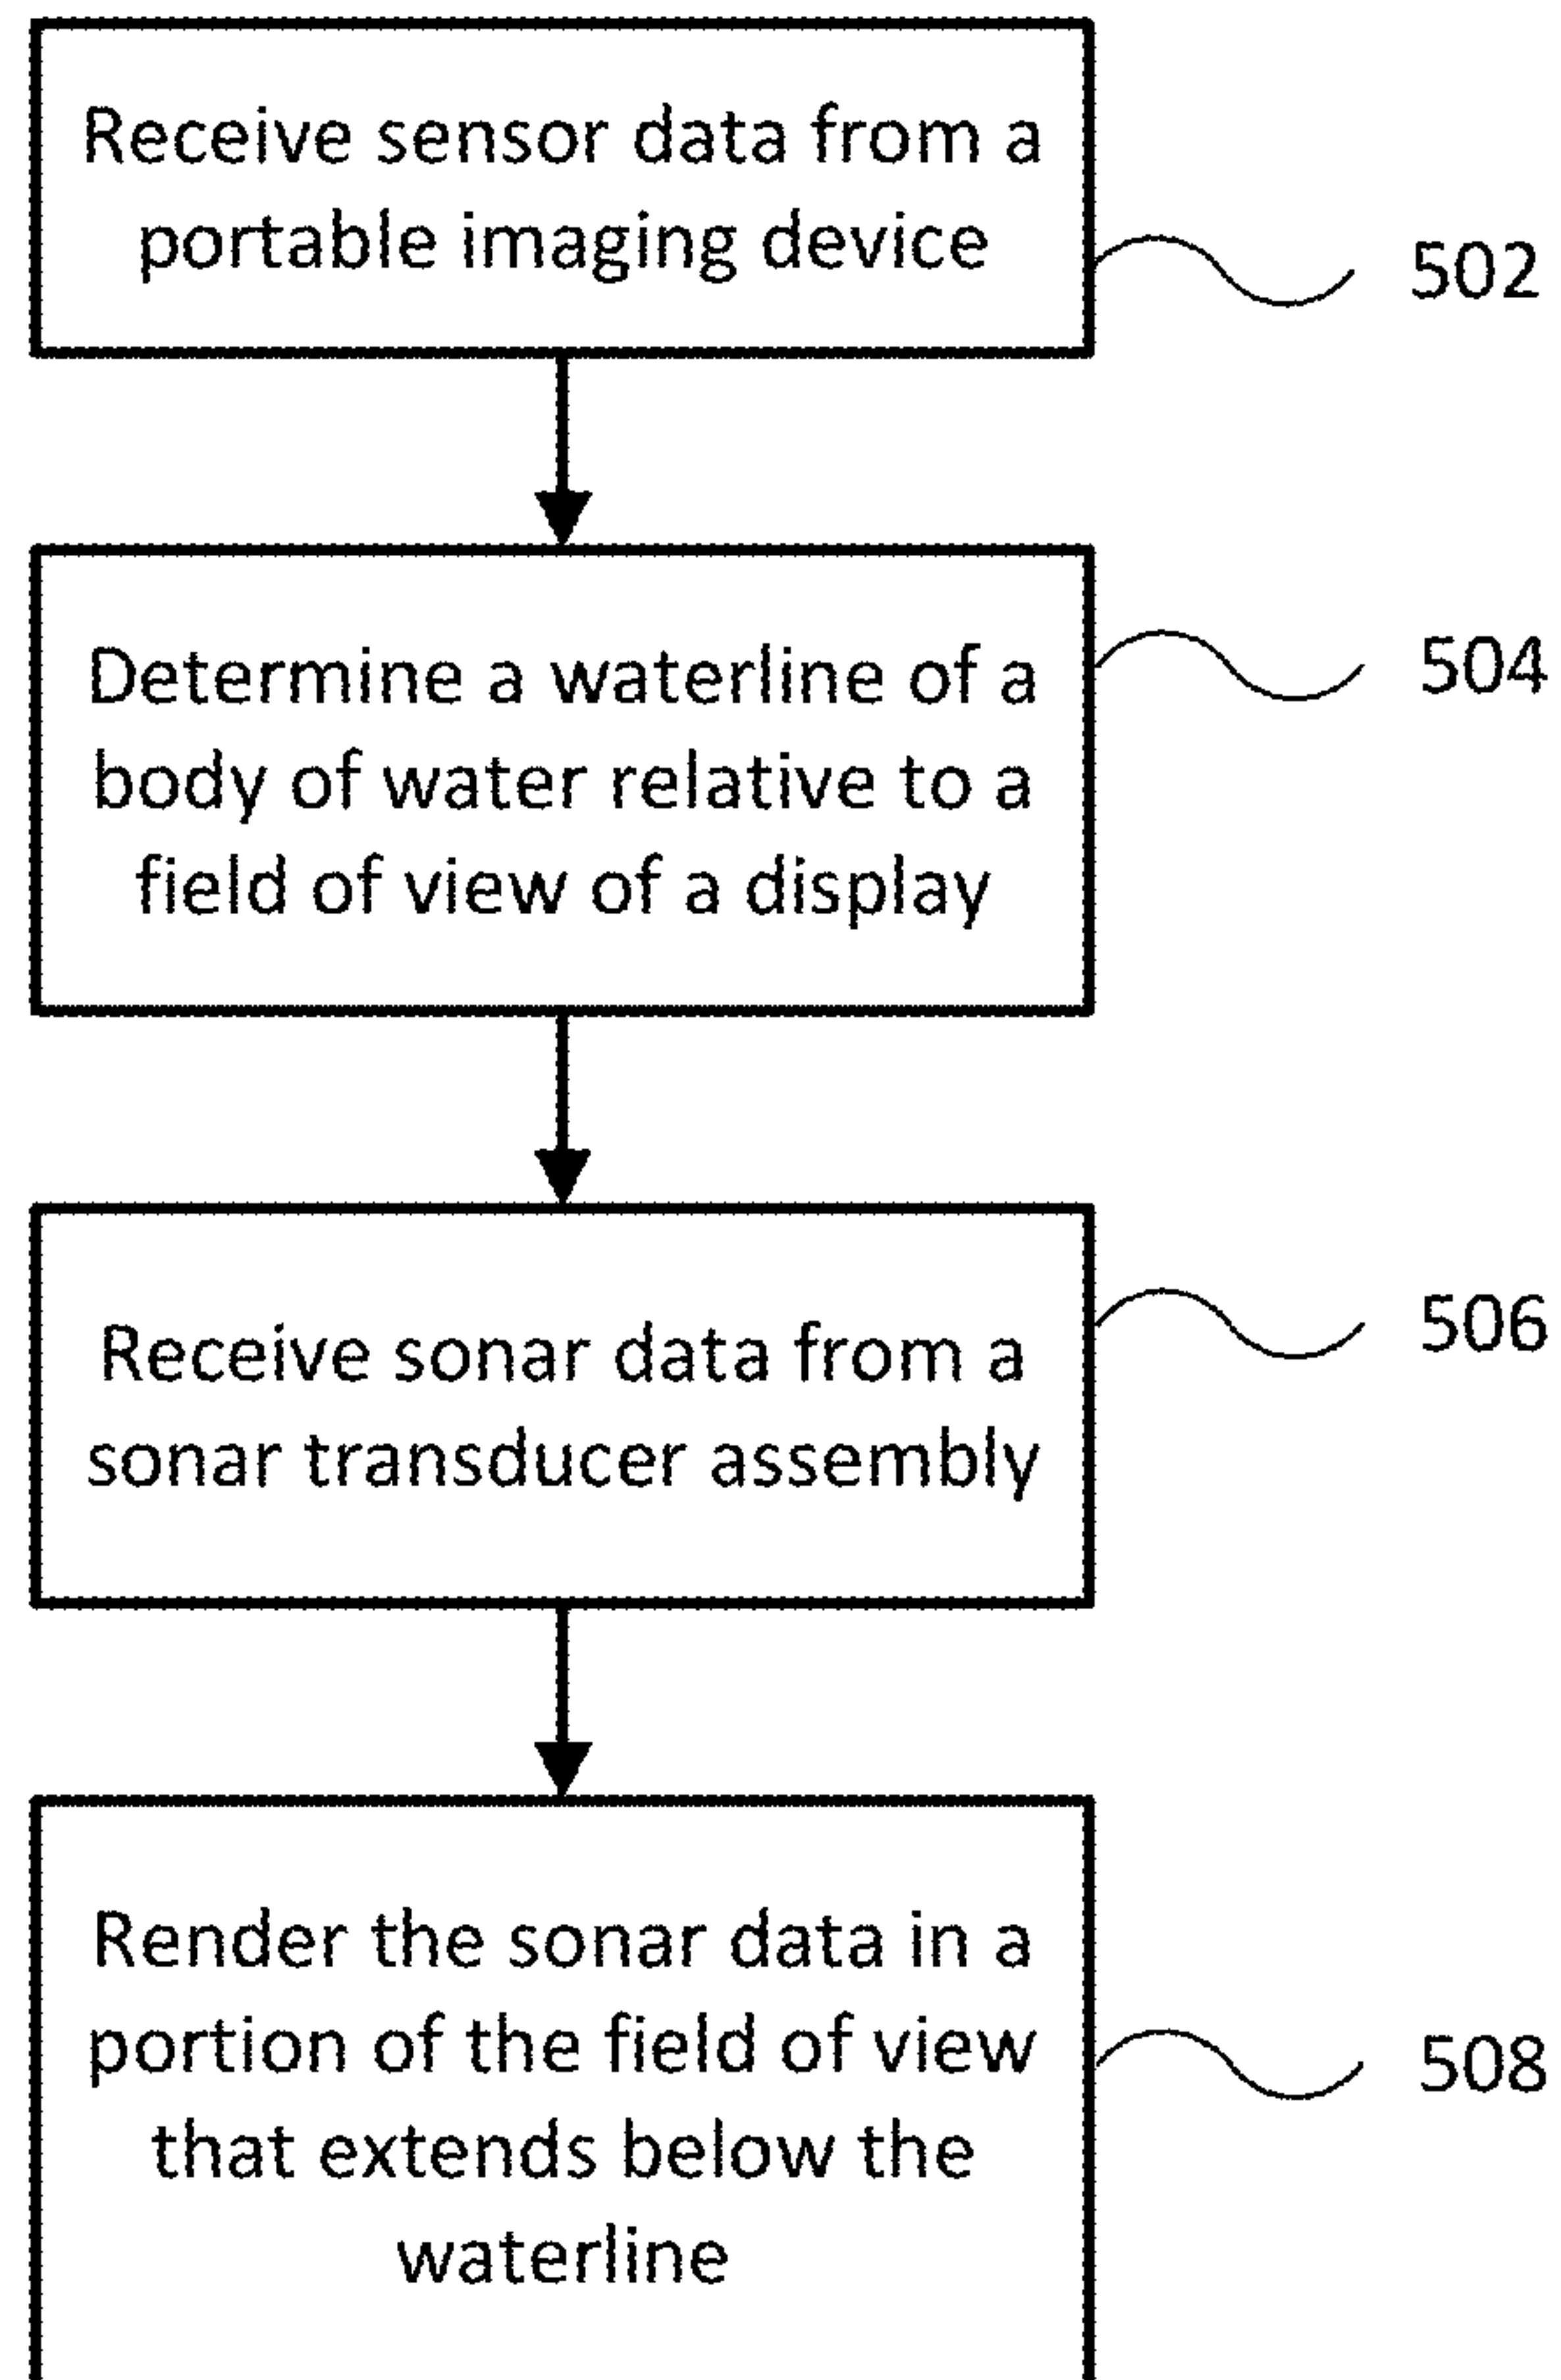 Receive sensor data from a
portable imaging device
502
Determine a waterline of a
body of water relative to a
field of view of a display
504
Receive sonar data from a
sonar transducer assembly
506
Render the sonar data in a
portion of the field of view
that extends below the
waterline
508